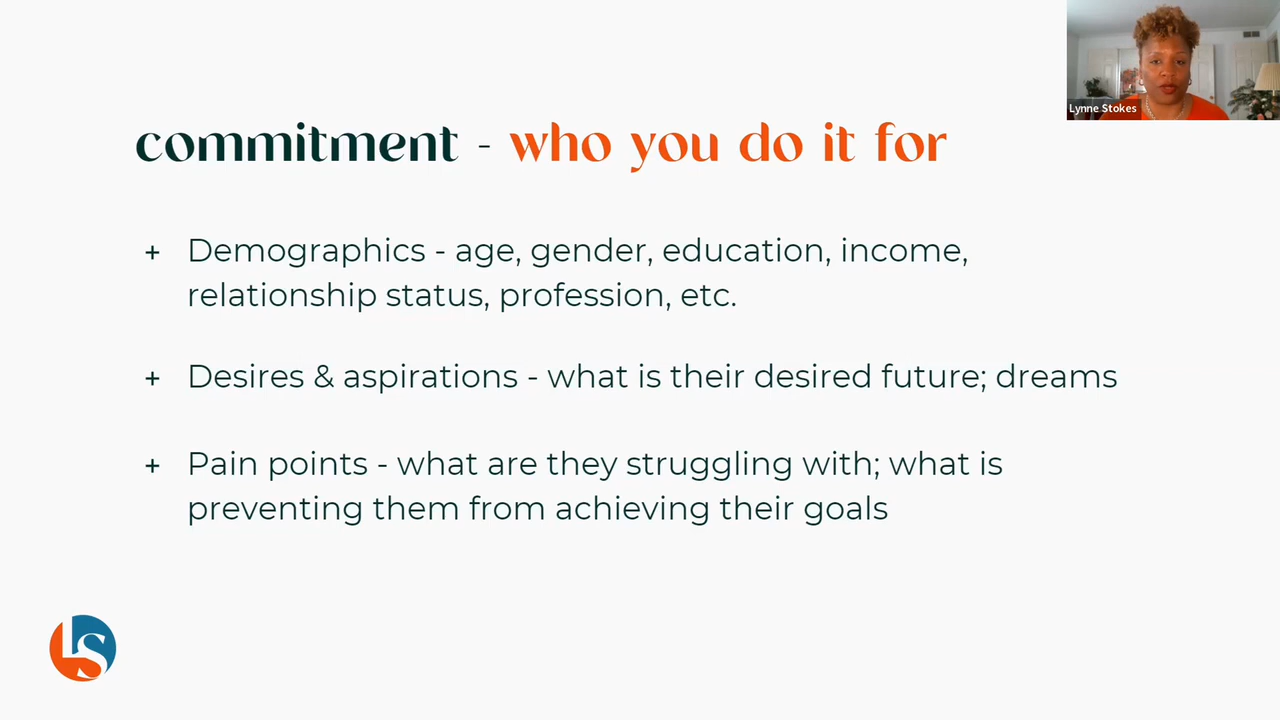 Lynne Stokes
commitment - who you do it for
+ Demographics - age, gender, education, income,
relationship status, profession, etc.
+ Desires & aspirations - what is their desired future; dreams
+ Pain points - what are they struggling with; what is
preventing them from achieving their goals
LS